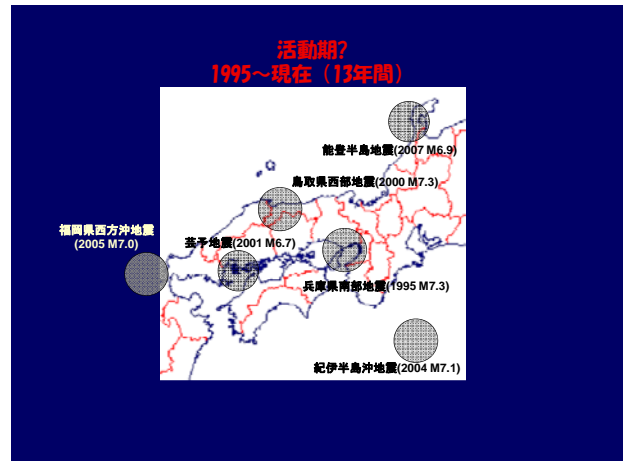 活動期?
1995～現在（13年間）
能登半島地震(2007 M6.9)
鳥取県西部地震(2000 M7.3)
福岡県西方沖地震
(2005 M7.0)
芸予地震(2001 M6.7)
兵庫県南部地震(1995 M7.3)
紀伊半島沖地震(2004 M7.1)